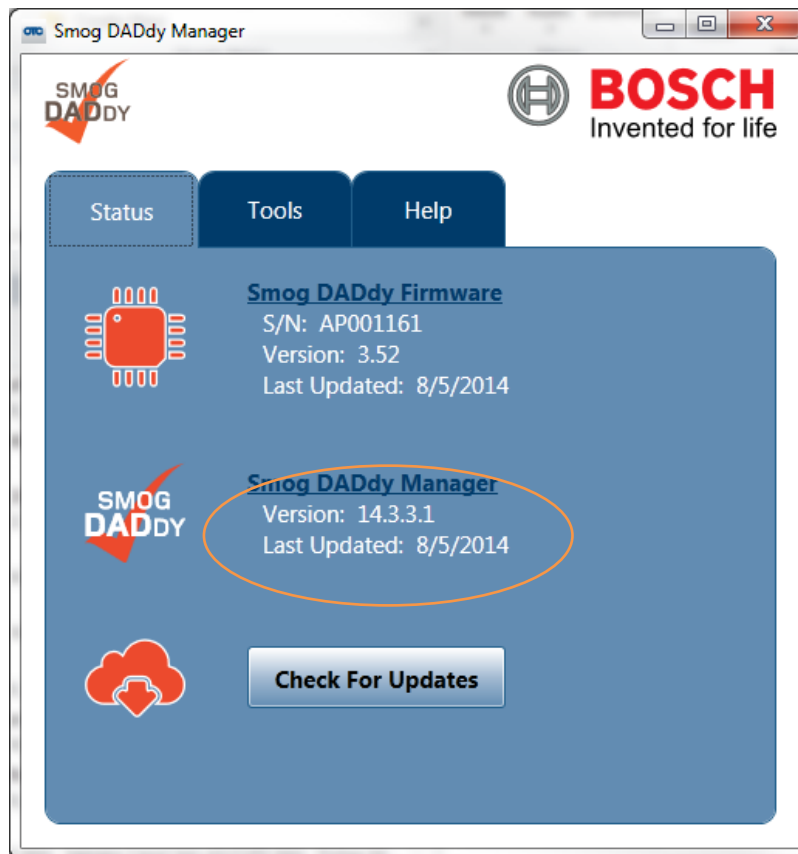 Smog DADdy Manager
SMOG
DADDY
BOSCH
Invented for life
Status Tools Help
Smog DADdy Firmware
S/N: AP001161
Version: 3.52
Last Updated: 8/5/2014
Smog DADdy Manager
SMOG
DADDY
Version: 14.3.3.1
Last Updated: 8/5/2014
Check For Updates